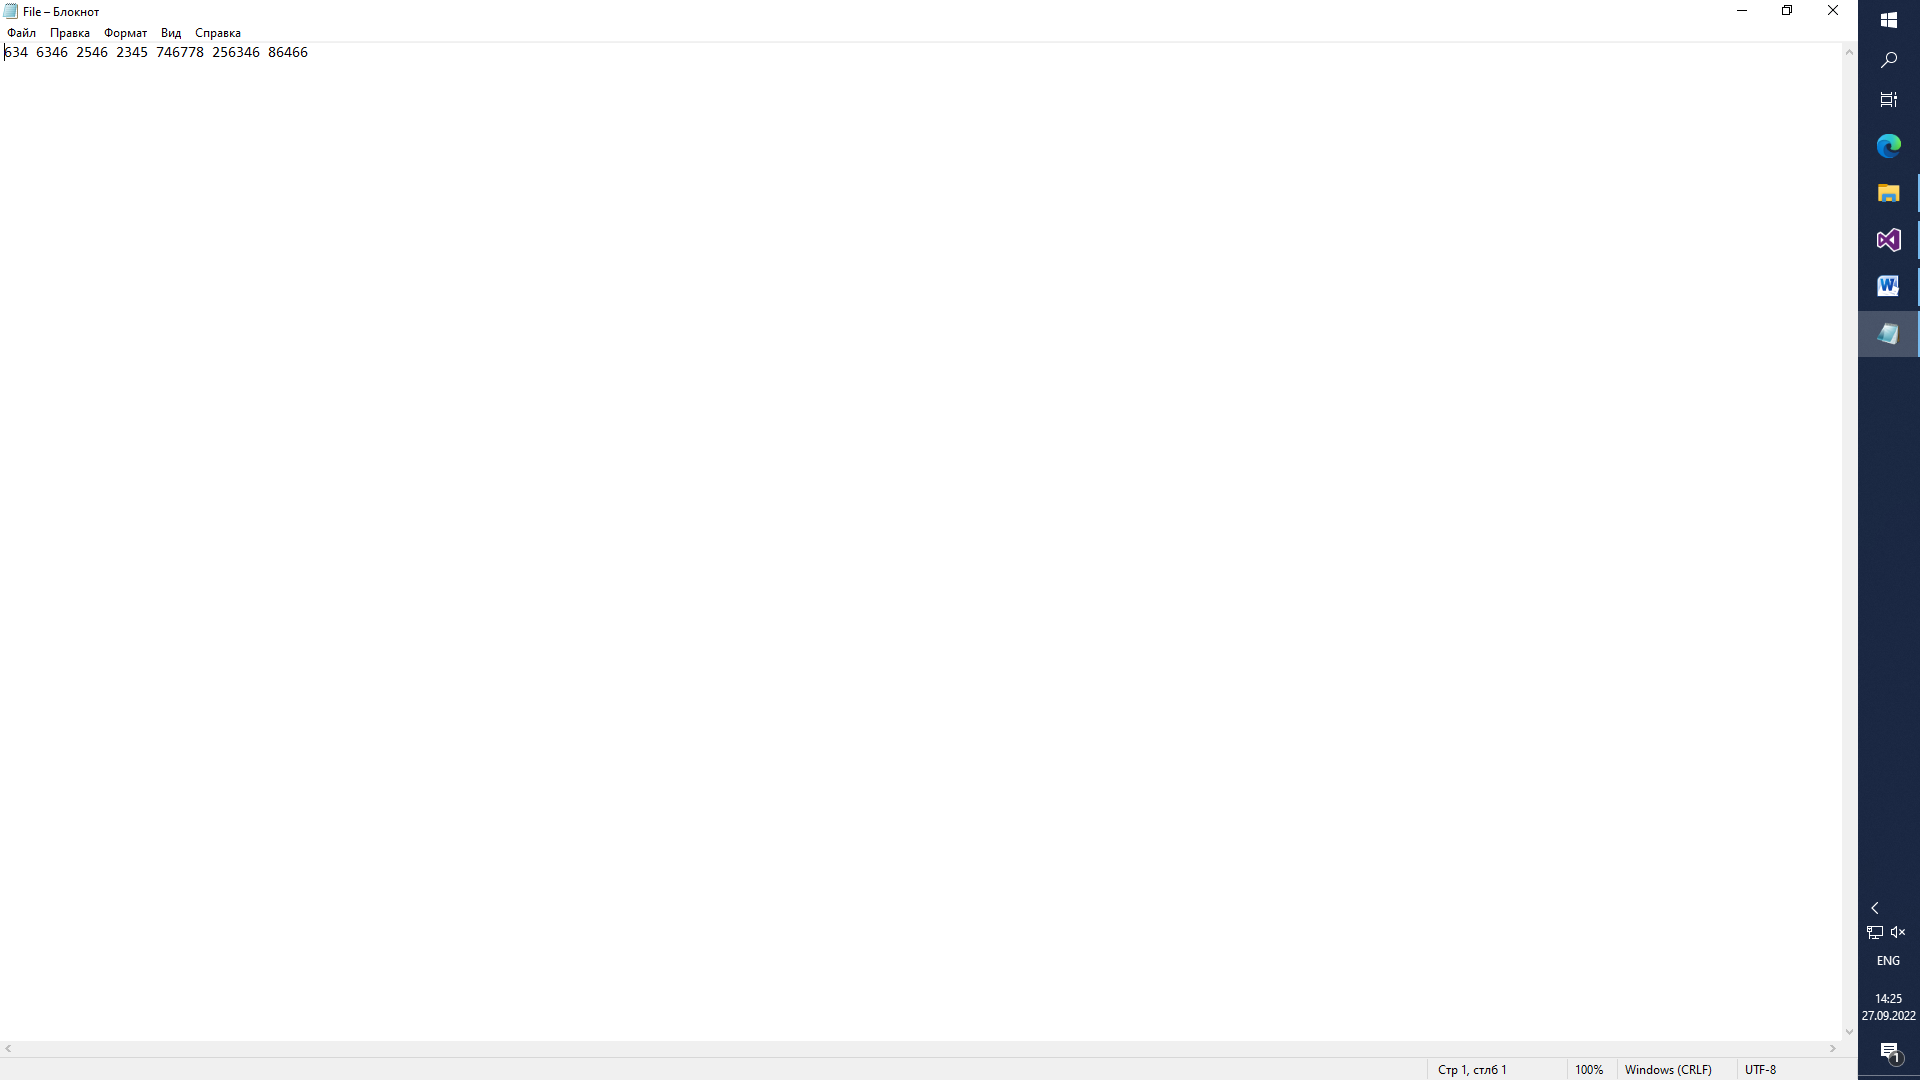 File – Блокнот
Файл Правка Формат Вид Справка
634 6346 2546 2345 746778 256346 86466
W
ENG
14:25
27.09.2022
1
Стр 1, стлб 1 100% Windows (CRLF) UTF-8